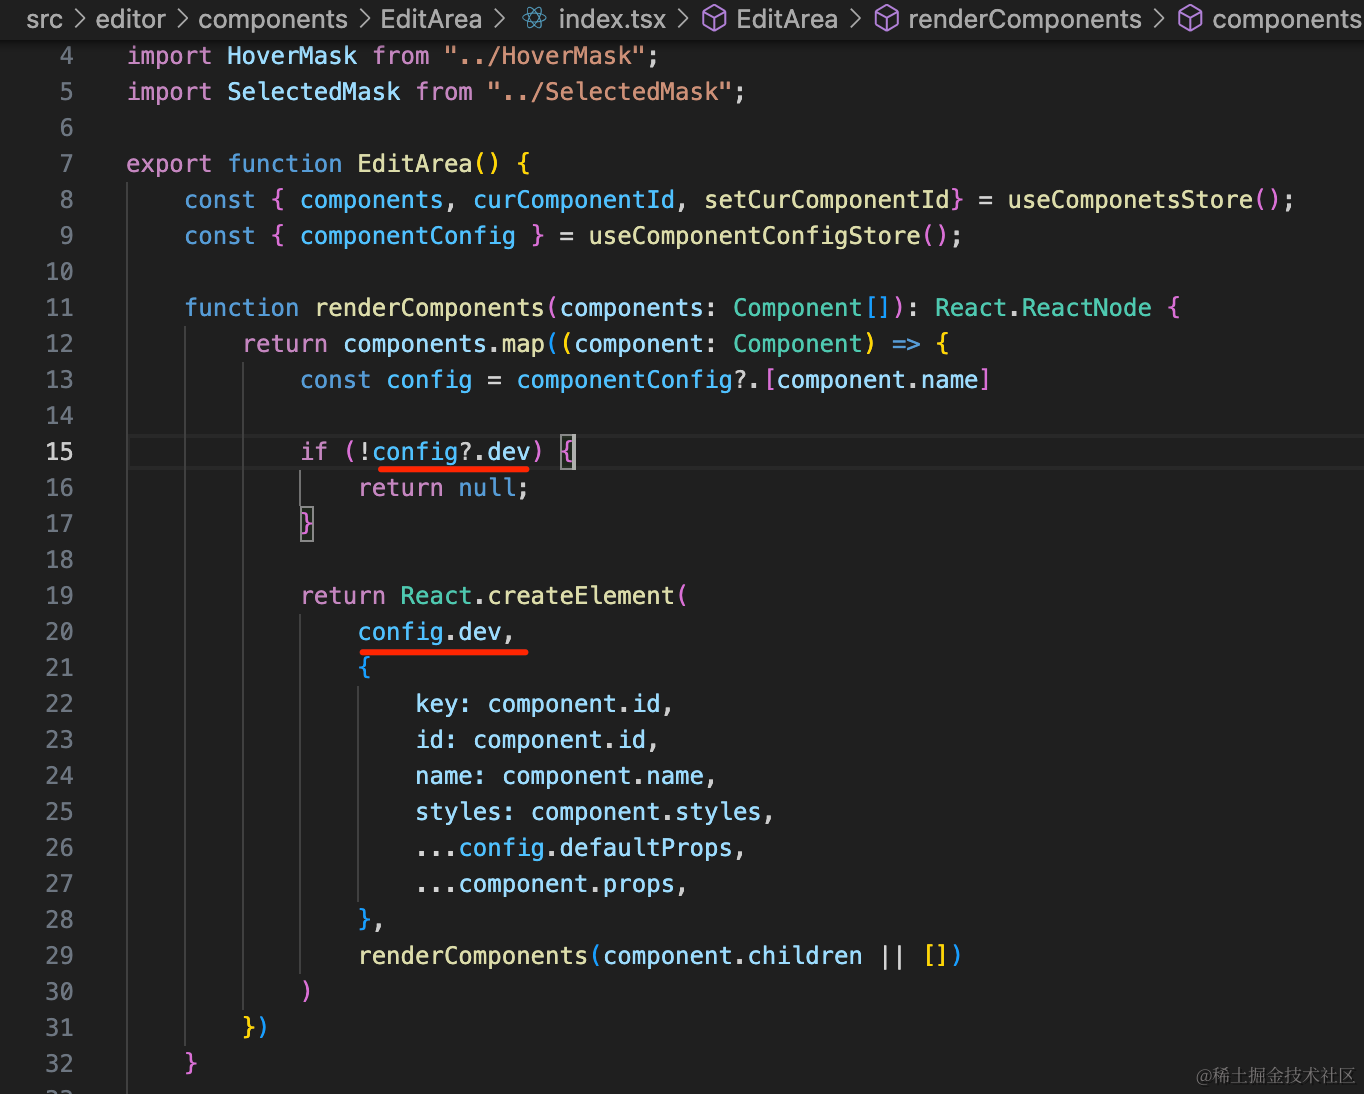 src > editor > components > EditArea > index.tsx > EditArea > renderComponents > components
4 import HoverMask from "../HoverMask";
5 import SelectedMask from "../SelectedMask";
6
7 export function EditArea() {
8 const { components, curComponentId, setCurComponentId} = useComponetsStore();
9 const { componentConfig } = useComponentConfigStore();
10
11 function renderComponents(components: Component[]): React.ReactNode {
12 return components.map((component: Component) => {
13 const config = componentConfig?.[component.name]
14
15 if (!config?.dev) {
16 return null;
17 }
18
19 return React.createElement(
20 config.dev,
21 {
22 key: component.id,
23 id: component.id,
24 name: component.name,
25 styles: component.styles,
26 ...config.defaultProps,
27 ...component.props,
28 },
29 renderComponents(component.children || [])
30 )
31 })
32 }
@稀土掘金技术社区